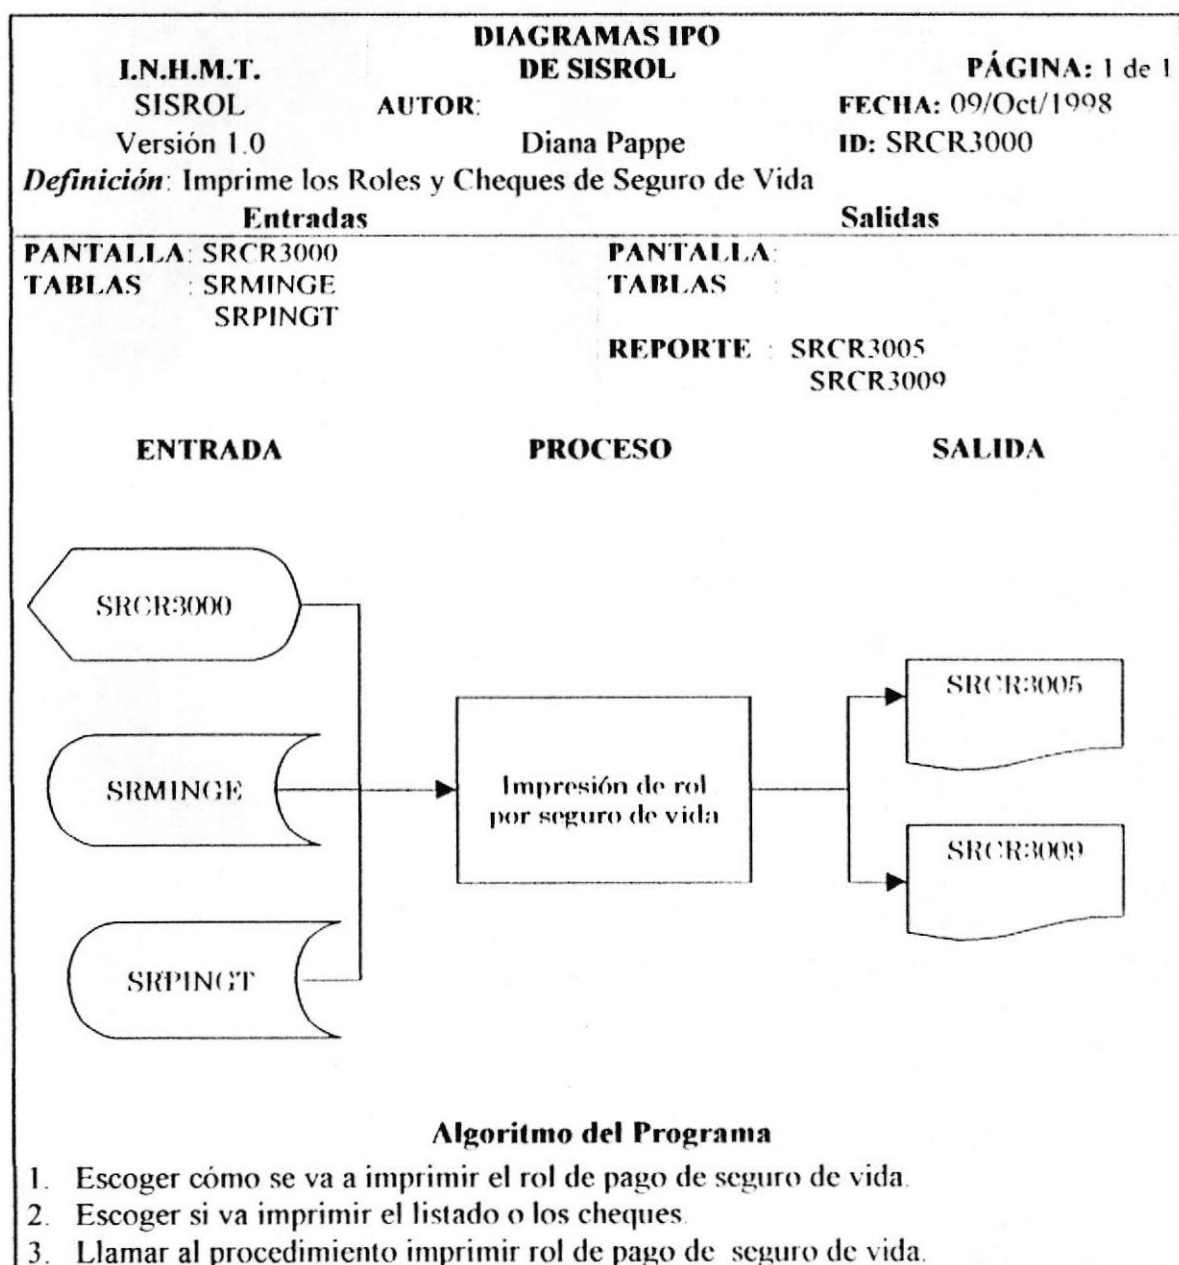 DIAGRAMAS IPO
I.N.H.M.T. DE SISROL PÁGINA: 1 de 1
SISROL AUTOR: FECHA: 09/Oct/1998
Versión 1.0 Diana Pappe ID: SRCR3000
Definición: Imprime los Roles y Cheques de Seguro de Vida
Entradas Salidas
PANTALLA: SRCR3000 PANTALLA:
TABLAS : SRMINGE TABLAS :
SRPINGT
REPORTE : SRCR3005
SRCR3009
ENTRADA PROCESO SALIDA
SRCR3000
SRCR3005
SRMINGE
Impresión de rol
por seguro de vida
SRCR3009
SRPINGT
Algoritmo del Programa
1. Escoger cómo se va a imprimir el rol de pago de seguro de vida.
2. Escoger si va imprimir el listado o los cheques.
3. Llamar al procedimiento imprimir rol de pago de seguro de vida.